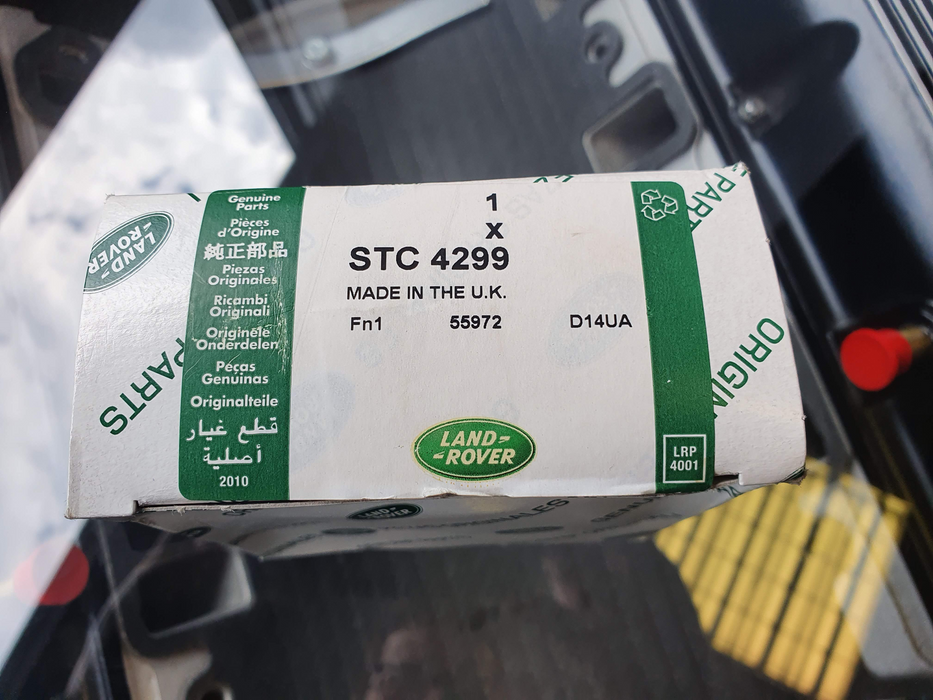 Genuine
Parts
Pièces
d'Origine
純正部品
Piezas
Originales
Ricambi
Originali
Originele
Onderdelen
Peças
Genuinas
Originalteile
قطع غيار
أصلية
2010
1
x
STC 4299
MADE IN THE U.K.
Fn1 55972 D14UA
LAND-
-ROVER
LRP
4001
LAND-
-ROVER
PARTS
PARTS
ORIGIN
LAND-
-ROVER